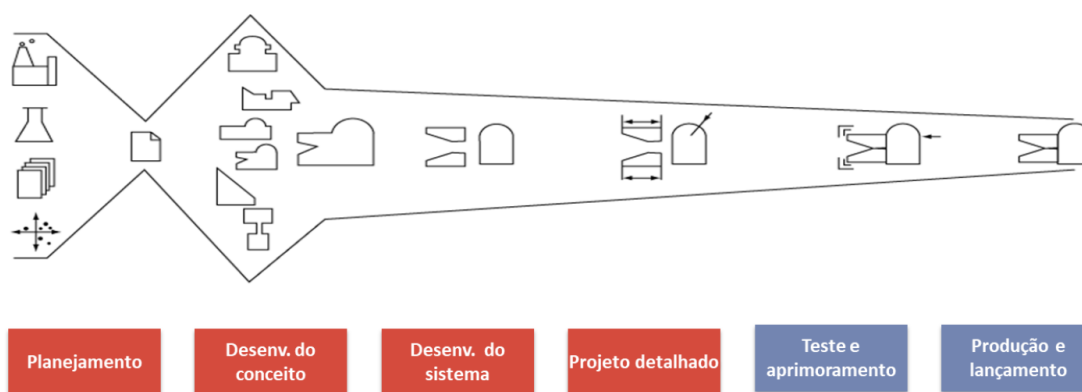 Planejamento
Desenv. do
conceito
Desenv. do
sistema
Projeto detalhado
Teste e
aprimoramento
Produção e
lançamento